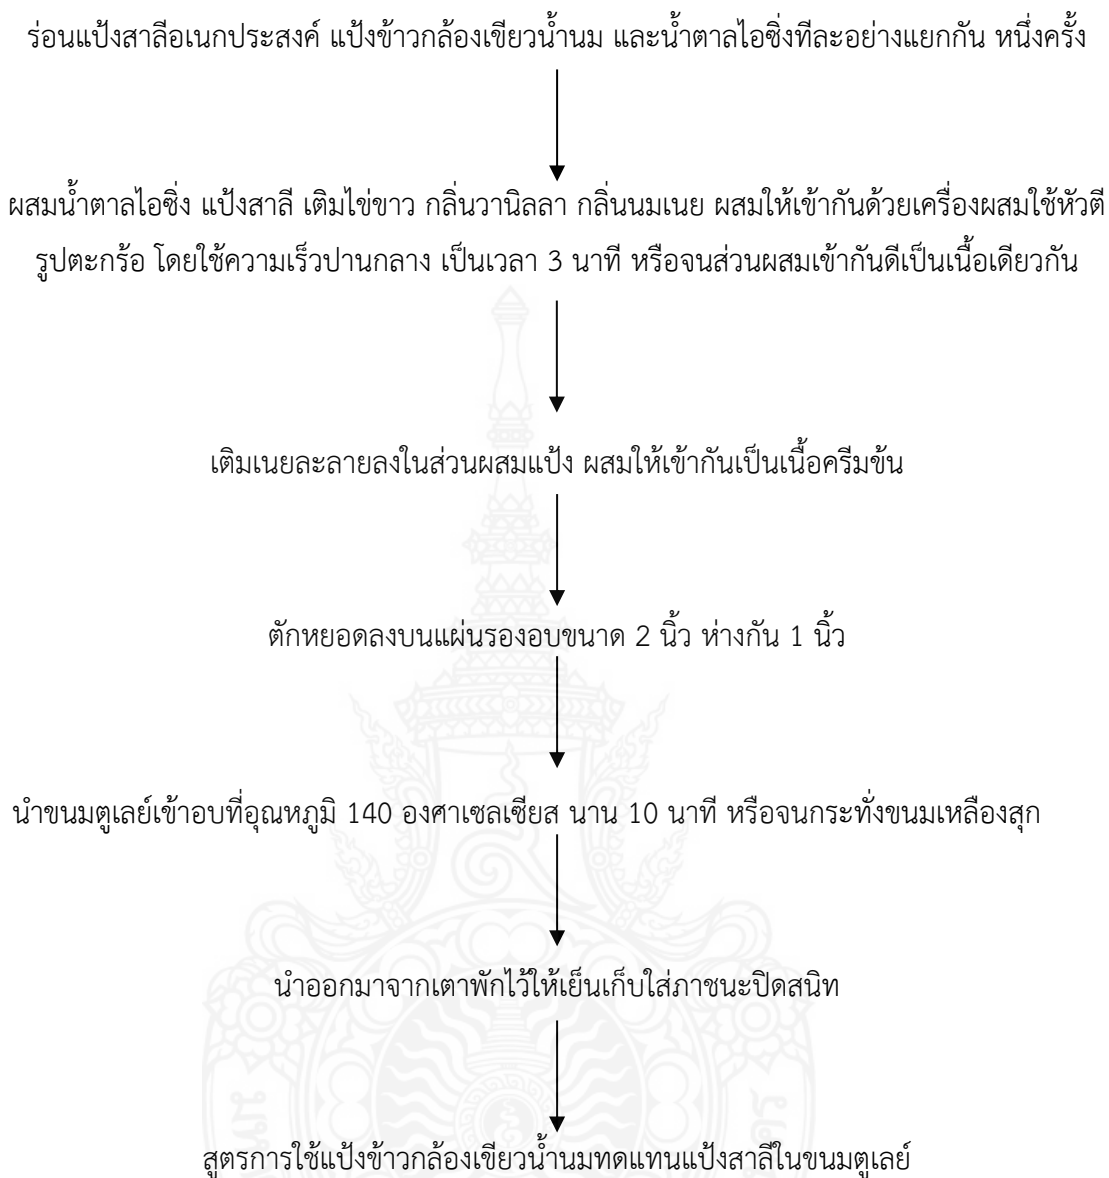 ร่อนแป้งสาลีอเนกประสงค์ แป้งข้าวกล้องเขียวน้ำนม และน้ำตาลไอซิ่งทีละอย่างแยกกัน หนึ่งครั้ง
ผสมน้ำตาลไอซิ่ง แป้งสาลี เติมไข่ขาว กลิ่นวานิลลา กลิ่นนมเนย ผสมให้เข้ากันด้วยเครื่องผสมใช้หัวตี
รูปตะกร้อ โดยใช้ความเร็วปานกลาง เป็นเวลา 3 นาที หรือจนส่วนผสมเข้ากันดีเป็นเนื้อเดียวกัน
เติมเนยละลายลงในส่วนผสมแป้ง ผสมให้เข้ากันเป็นเนื้อครีมข้น
ตักหยอดลงบนแผ่นรองอบขนาด 2 นิ้ว ห่างกัน 1 นิ้ว
นำขนมตูเลย์เข้าอบที่อุณหภูมิ 140 องศาเซลเซียส นาน 10 นาที หรือจนกระทั่งขนมเหลืองสุก
นำออกมาจากเตาพักไว้ให้เย็นเก็บใส่ภาชนะปิดสนิท
สูตรการใช้แป้งข้าวกล้องเขียวน้ำนมทดแทนแป้งสาลีในขนมตูเลย์